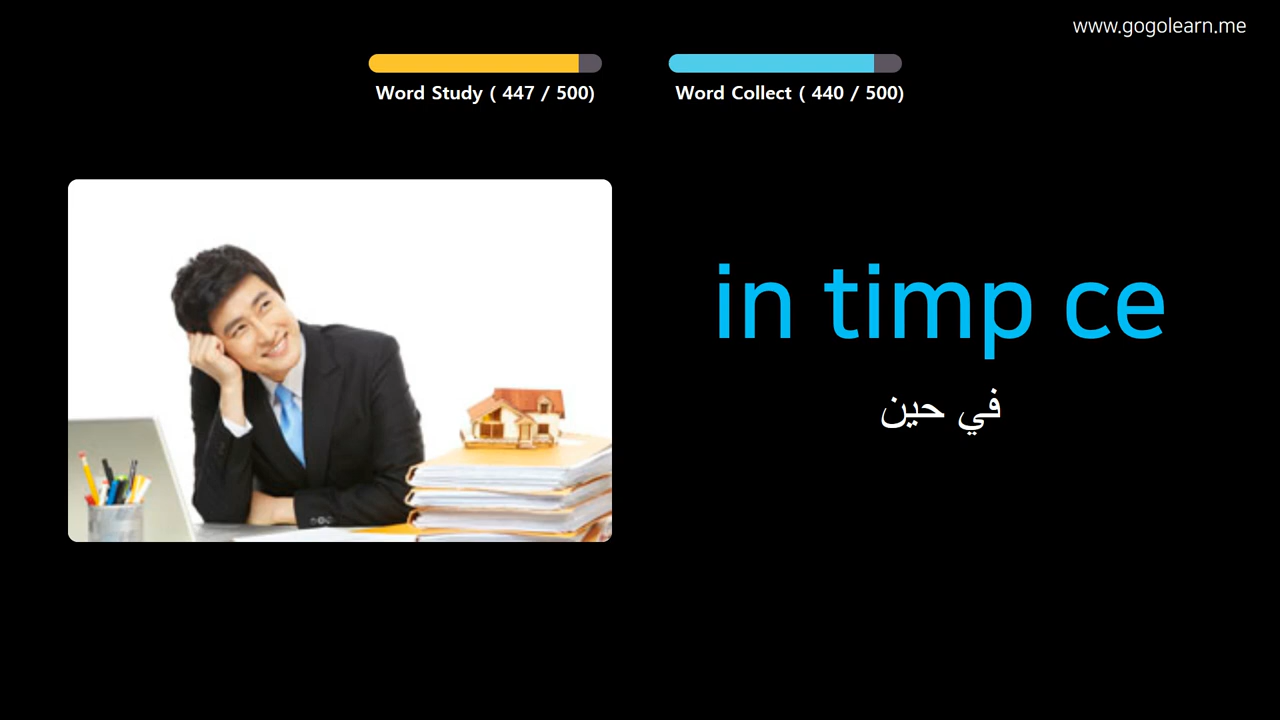 www.gogolearn.me
Word Study ( 447 / 500)
Word Collect ( 440 / 500)
in timp ce
في حين